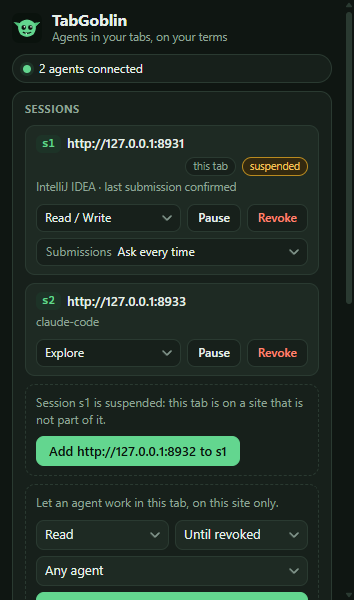 TabGoblin
Agents in your tabs, on your terms
2 agents connected
SESSIONS
s1 http://127.0.0.1:8931
this tab suspended
IntelliJ IDEA · last submission confirmed
Read / Write Pause Revoke
Submissions Ask every time
s2 http://127.0.0.1:8933
claude-code
Explore Pause Revoke
Session s1 is suspended: this tab is on a site that is
not part of it.
Add http://127.0.0.1:8932 to s1
Let an agent work in this tab, on this site only.
Read Until revoked
Any agent